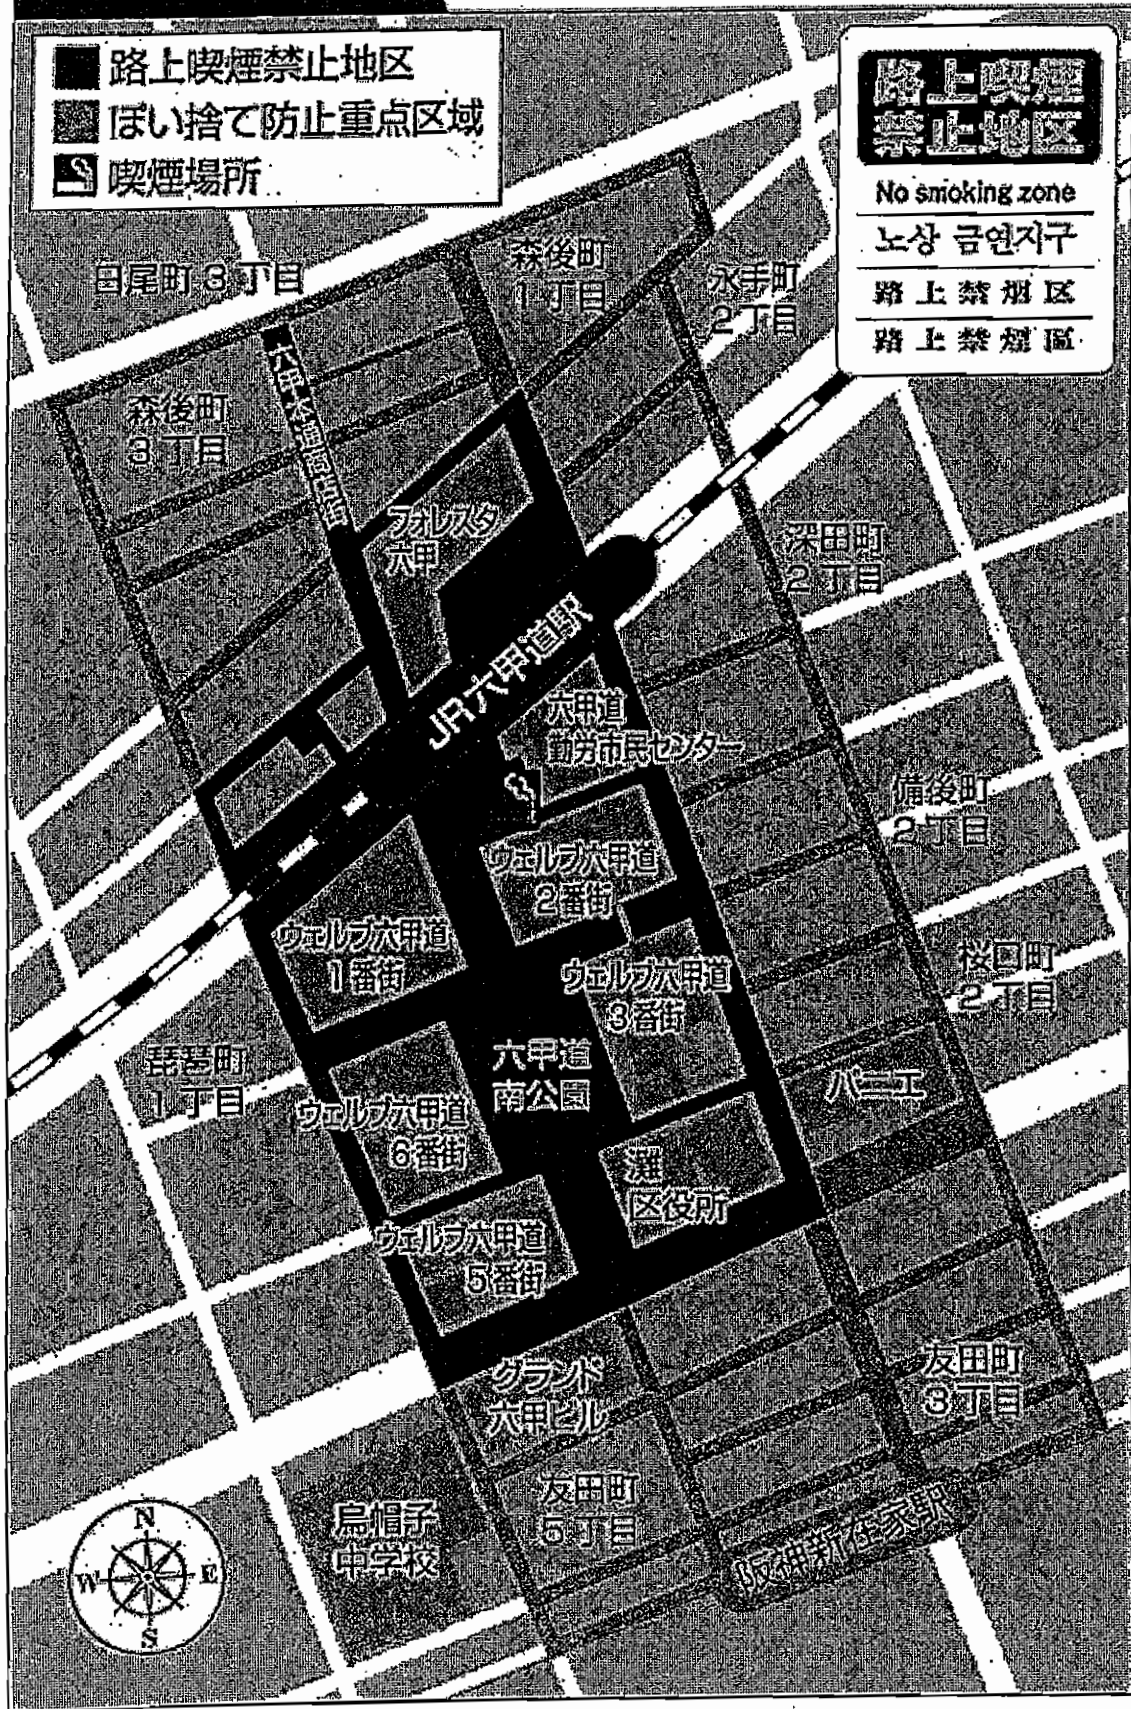 路上喫煙禁止地区
ぽい捨て防止重点区域
喫煙場所
路上喫煙
禁止地区
No smoking zone
노상 금연지구
路上禁烟区
路上禁煙區
日尾町3丁目
森後町
1丁目
永手町
2丁目
森後町
3丁目
フォレスタ
六甲
深田町
2丁目
JR六甲道駅
六甲道
勤労市民センター
備後町
2丁目
ウェルブ六甲道
2番街
ウェルブ六甲道
1番街
ウェルブ六甲道
3番街
桜口町
2丁目
六甲道
南公園
琵琶町
1丁目
バーエ
ウェルブ六甲道
6番街
灘
区役所
ウェルブ六甲道
5番街
グランド
六甲ビル
友田町
3丁目
友田町
5丁目
烏帽子
中学校
阪神新在家駅
N
W
E
S